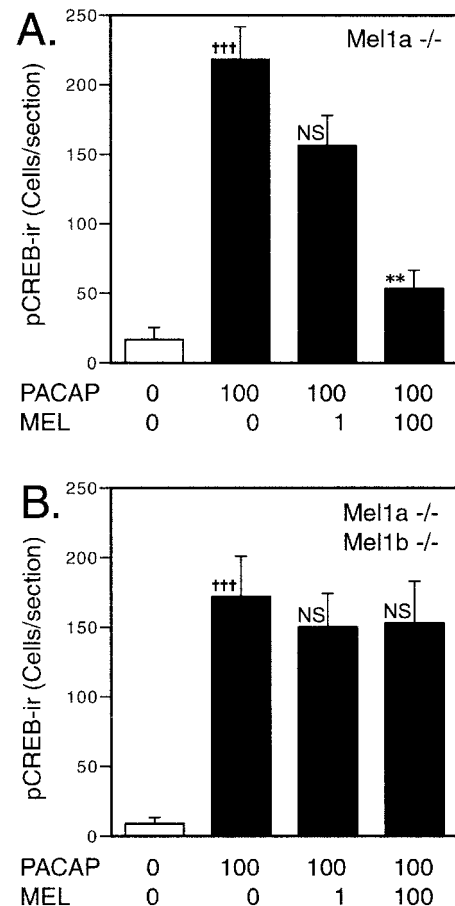 A.
Mel1a -/-
pCREB-ir (Cells/section)
250
200
150
100
50
0
†††
NS
**
PACAP 0 100 100 100
MEL 0 0 1 100
B.
Mel1a -/-
Mel1b -/-
pCREB-ir (Cells/section)
250
200
150
100
50
0
†††
NS
NS
PACAP 0 100 100 100
MEL 0 0 1 100